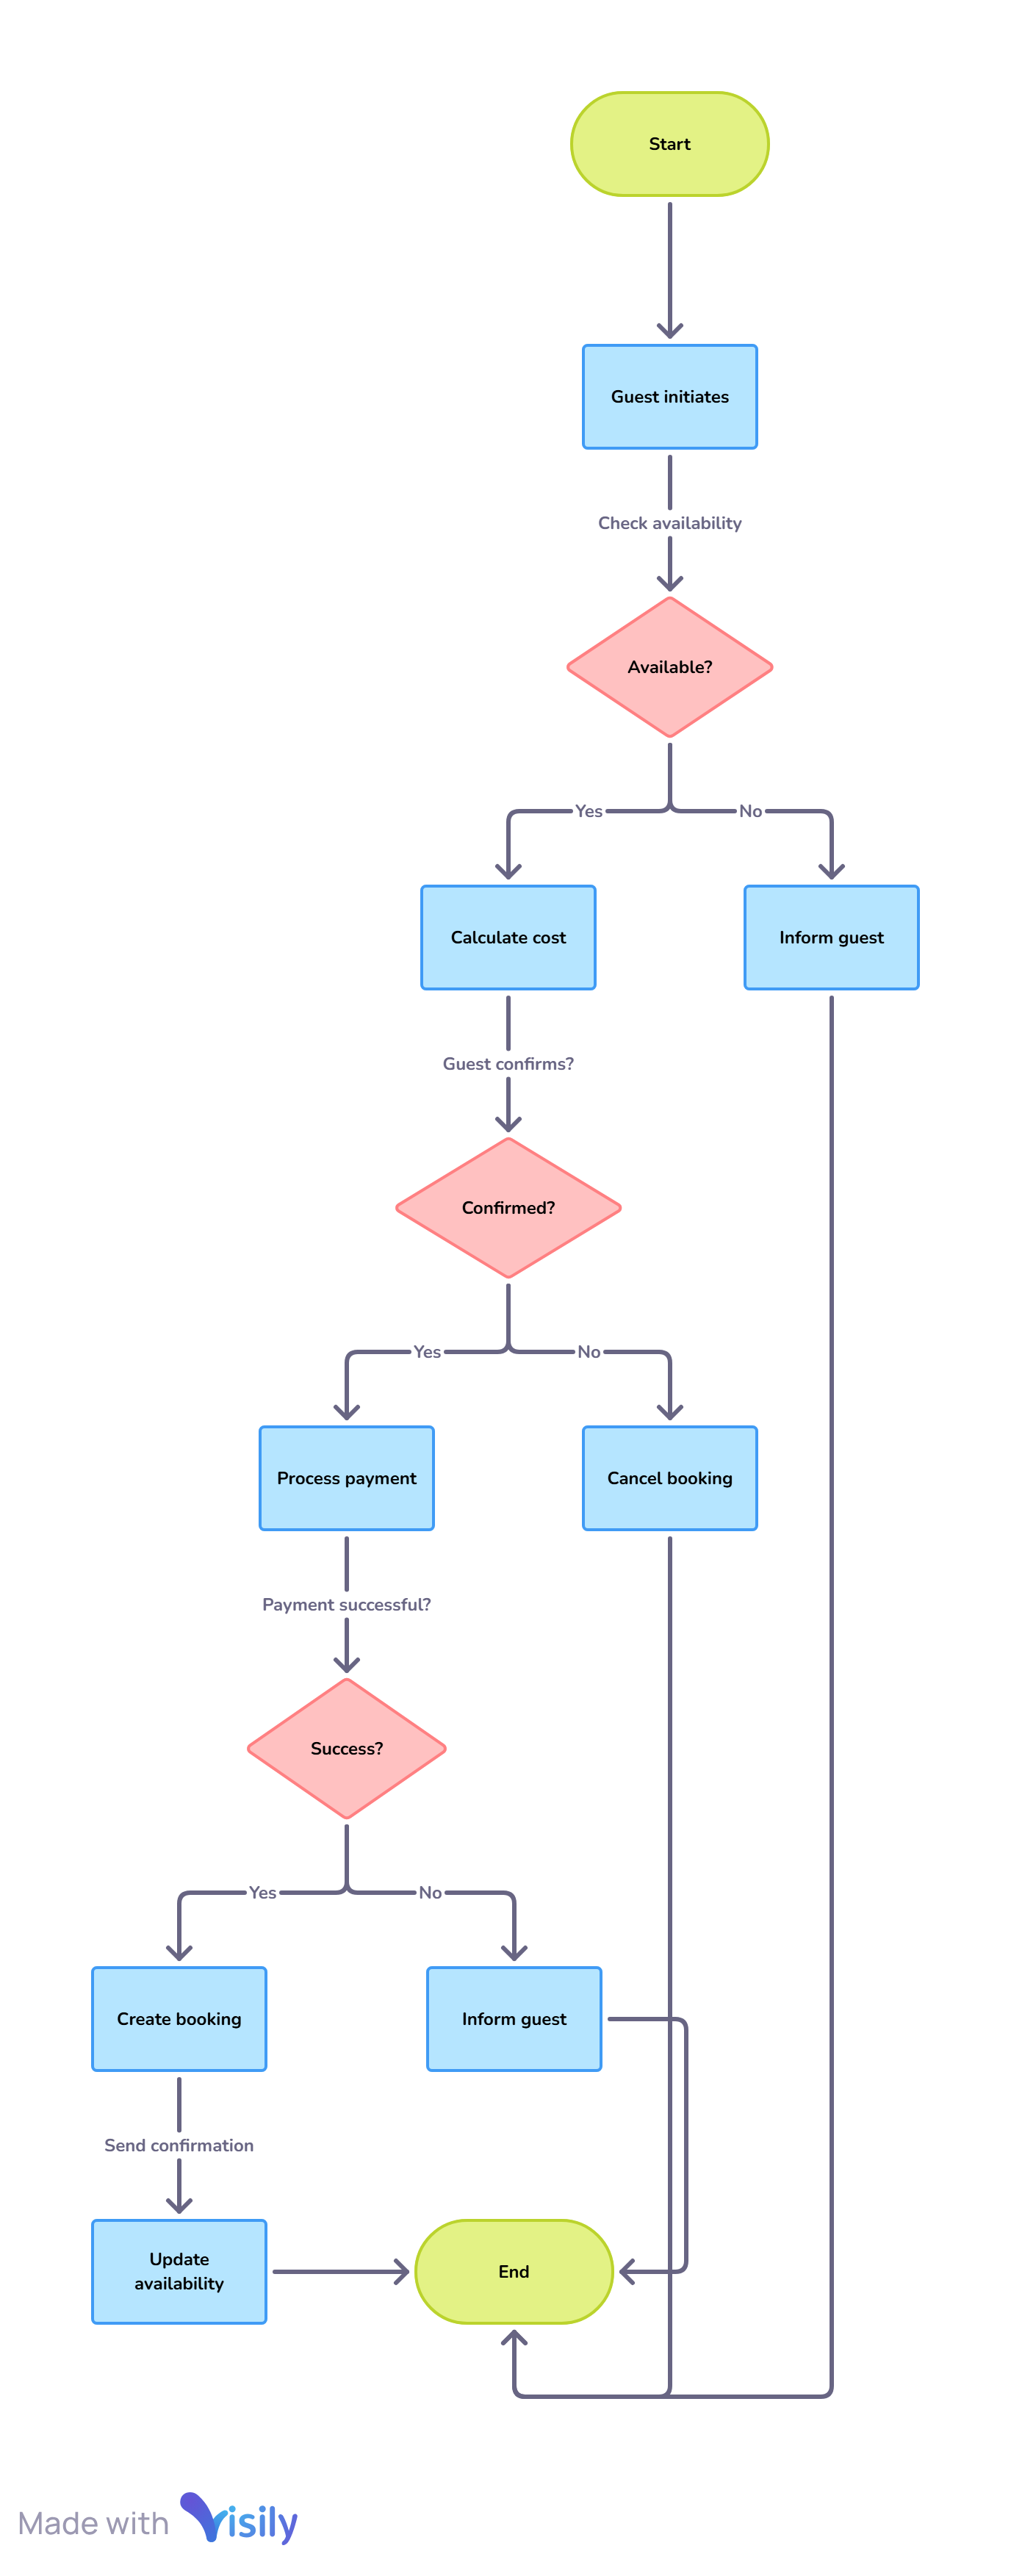 Start
Guest initiates
Check availability
Available?
Yes
No
Calculate cost
Inform guest
Guest confirms?
Confirmed?
Yes
No
Process payment
Cancel booking
Payment successful?
Success?
Yes
No
Create booking
Inform guest
Send confirmation
Update
availability
End
Made with Visily